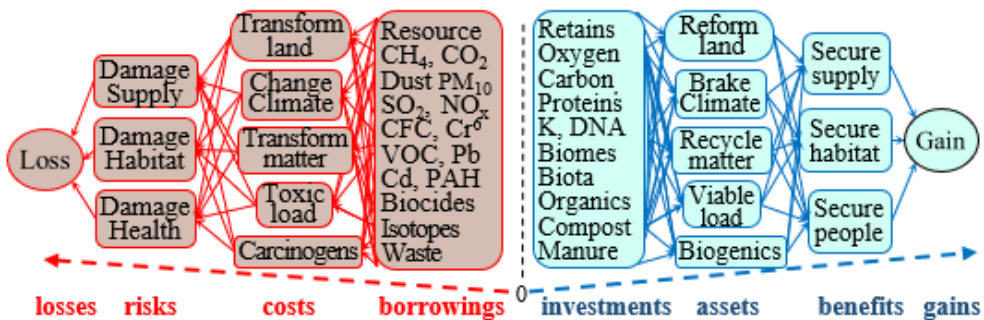 Loss
Damage
Supply
Damage
Habitat
Damage
Health
Transform
land
Change
Climate
Transform
matter
Toxic
load
Carcinogens
Resource
CH₄, CO₂
Dust PM₁₀
SO₂, NOₓ
CFC, Cr⁶
VOC, Pb
Cd, PAH
Biocides
Isotopes
Waste
Retains
Oxygen
Carbon
Proteins
K, DNA
Biomes
Biota
Organics
Compost
Manure
Reform
land
Brake
Climate
Recycle
matter
Viable
load
Biogenics
Secure
supply
Secure
habitat
Secure
people
Gain
0
losses risks costs borrowings investments assets benefits gains